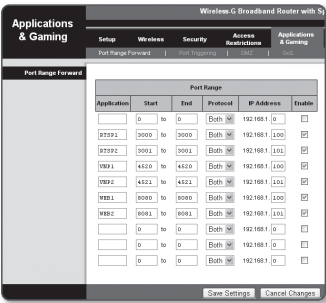 Wireless-G Broadband Router with
Applications & Gaming
Setup Wireless Security Access Restrictions Applications & Gaming
Port Range Forward | Port Triggering | DMZ | QoS
Port Range Forward
Port Range
Application Start End Protocol IP Address Enable
0 to 0 Both 192.168.1. 0
RTSP1 3000 to 3000 Both 192.168.1. 100
RTSP2 3001 to 3001 Both 192.168.1. 101
VNP1 4520 to 4520 Both 192.168.1. 100
VNP2 4521 to 4521 Both 192.168.1. 101
WEB1 8080 to 8080 Both 192.168.1. 100
WEB2 8081 to 8081 Both 192.168.1. 101
0 to 0 Both 192.168.1. 0
0 to 0 Both 192.168.1. 0
0 to 0 Both 192.168.1. 0
Save Settings Cancel Changes